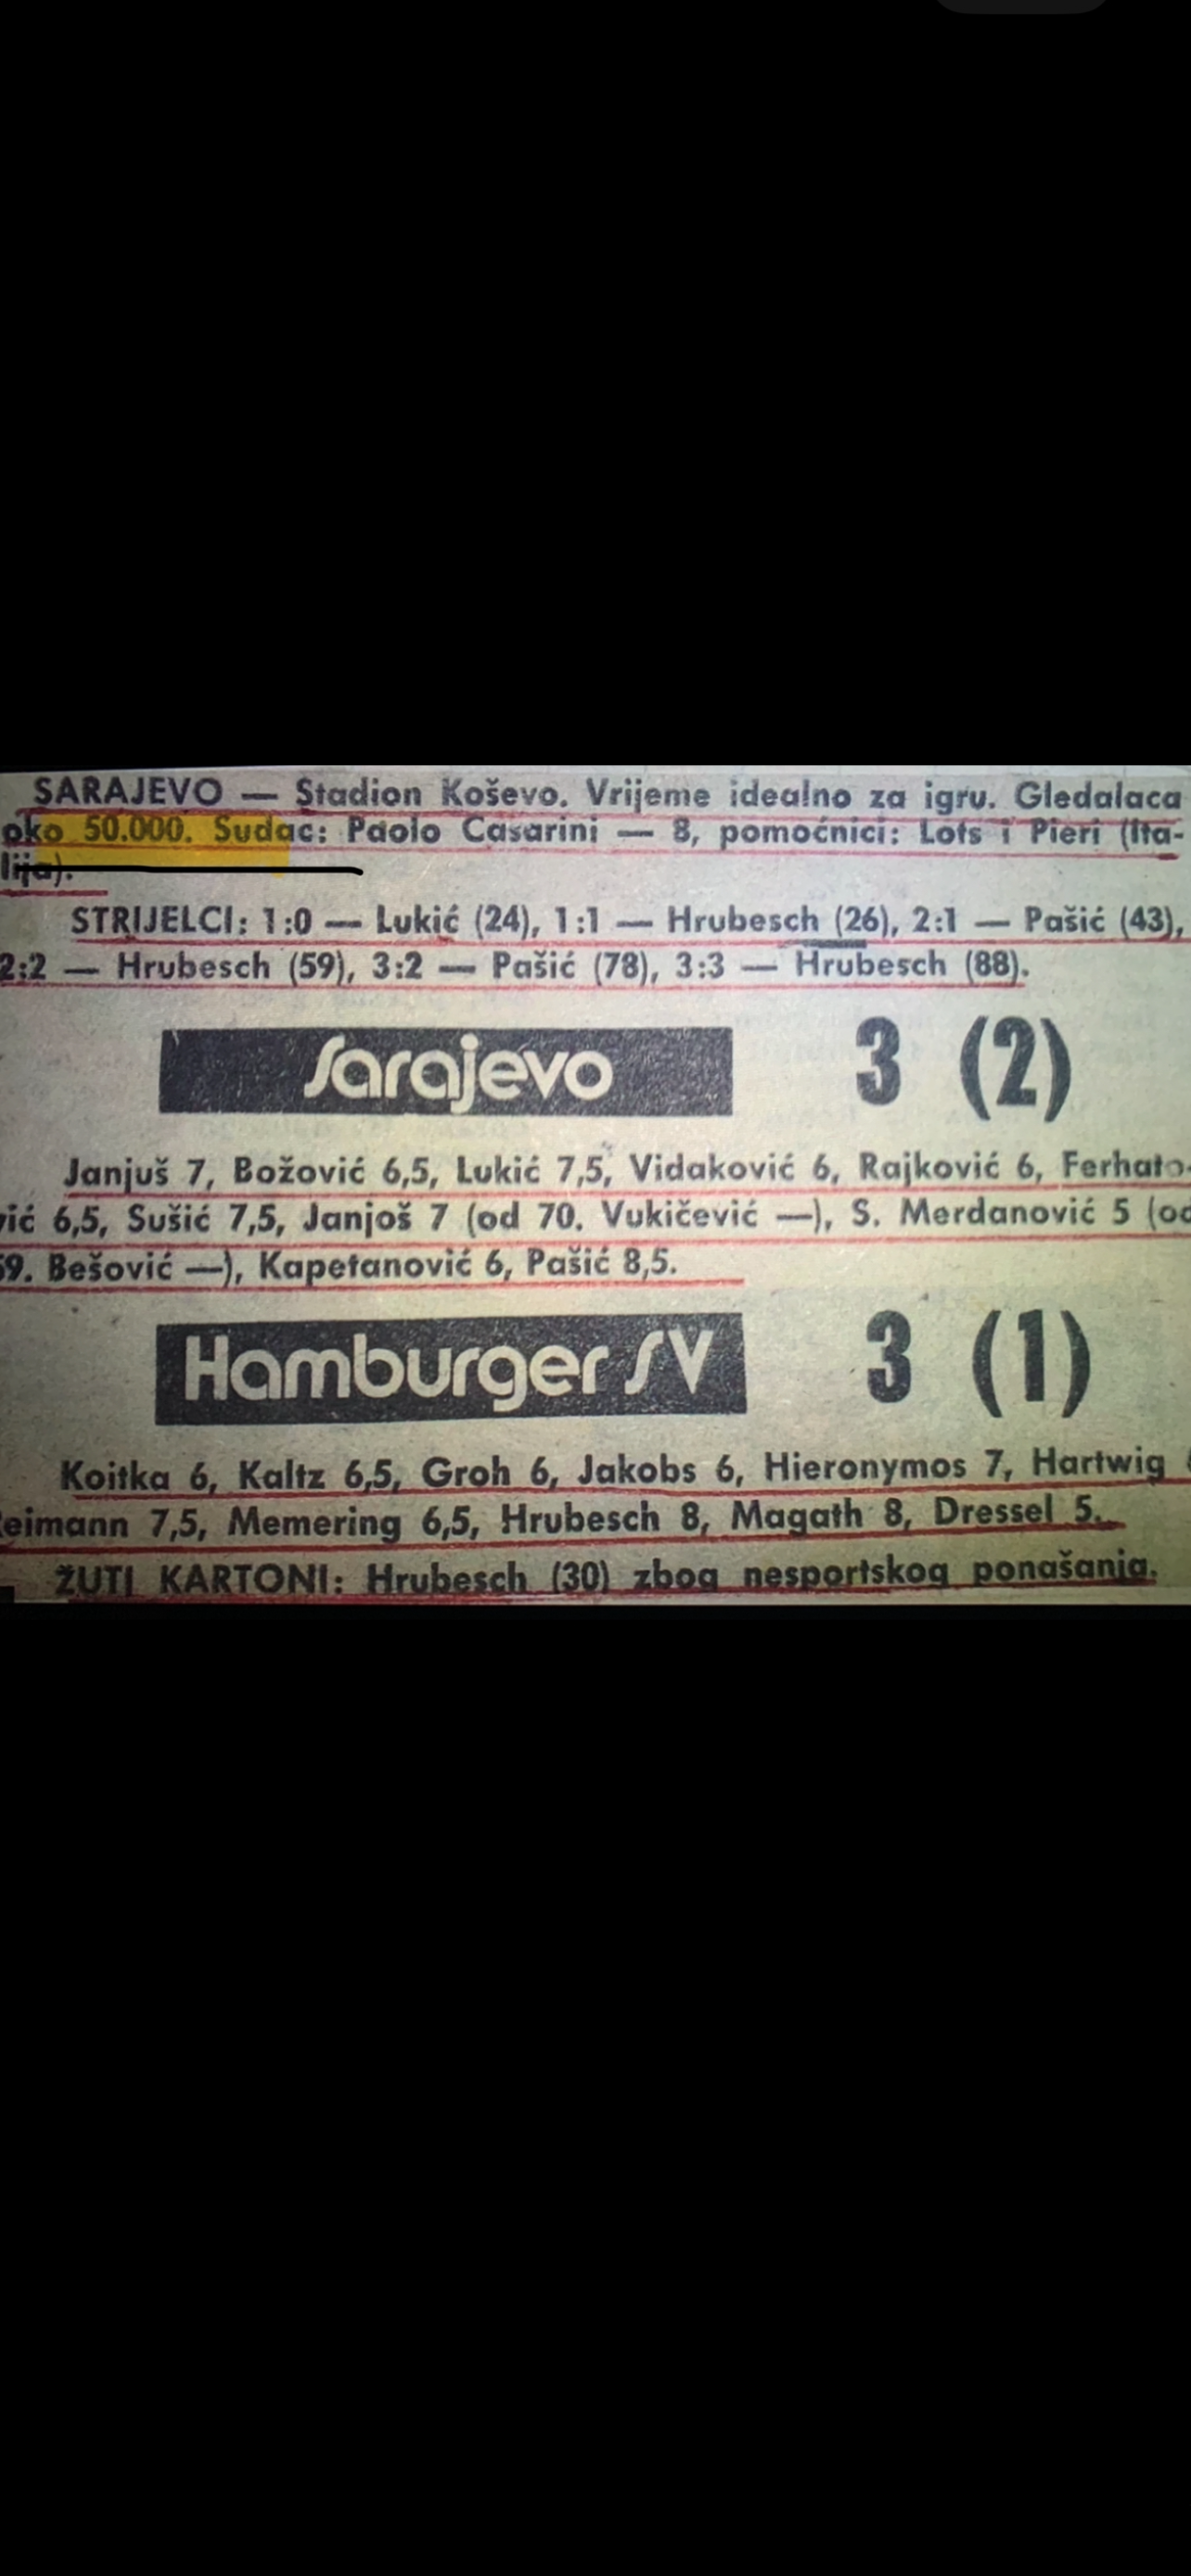 SARAJEVO — Stadion Koševo. Vrijeme idealno za igru. Gledalaca
oko 50.000. Sudac: Paolo Casarini — 8, pomoćnici: Lots i Pieri (Ita-
lija).
STRIJELCI: 1:0 — Lukić (24), 1:1 — Hrubesch (26), 2:1 — Pašić (43),
2:2 — Hrubesch (59), 3:2 — Pašić (78), 3:3 — Hrubesch (88).
Sarajevo 3 (2)
Janjuš 7, Božović 6,5, Lukić 7,5, Vidaković 6, Rajković 6, Ferhato-
ić 6,5, Sušić 7,5, Janjoš 7 (od 70. Vukičević —), S. Merdanović 5 (od
9. Bešović —), Kapetanović 6, Pašić 8,5.
Hamburger SV 3 (1)
Koitka 6, Kaltz 6,5, Groh 6, Jakobs 6, Hieronymos 7, Hartwig
eimann 7,5, Memering 6,5, Hrubesch 8, Magath 8, Dressel 5.
ŽUTI KARTONI: Hrubesch (30) zbog nesportskog ponašanja.